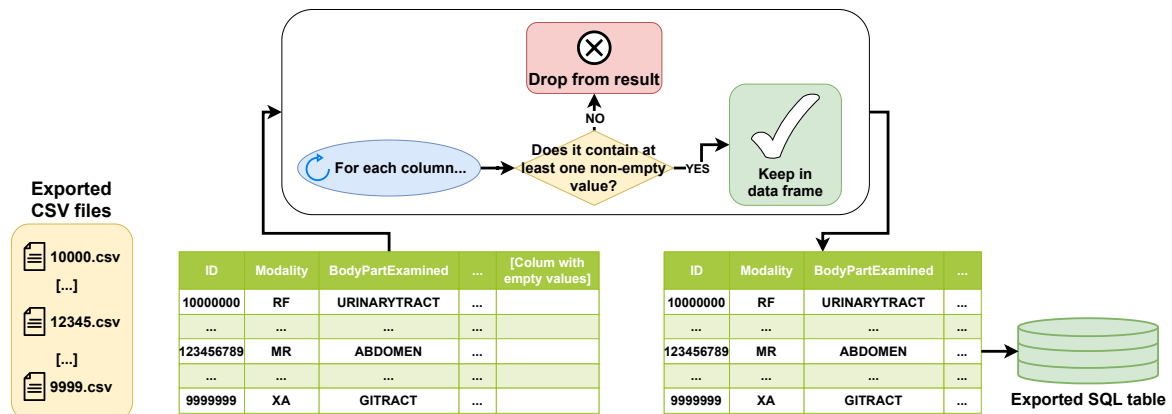 Drop from result
NO
For each column...
Does it contain at
least one non-empty
value?
YES
Keep in
data frame
Exported
CSV files
10000.csv
[...]
12345.csv
[...]
9999.csv
ID Modality BodyPartExamined ... [Colum with
empty values]
10000000 RF URINARYTRACT ...
... ... ... ...
123456789 MR ABDOMEN ...
... ... ... ...
9999999 XA GITRACT ...
ID Modality BodyPartExamined ...
10000000 RF URINARYTRACT ...
... ... ... ...
123456789 MR ABDOMEN ...
... ... ... ...
9999999 XA GITRACT ...
Exported SQL table